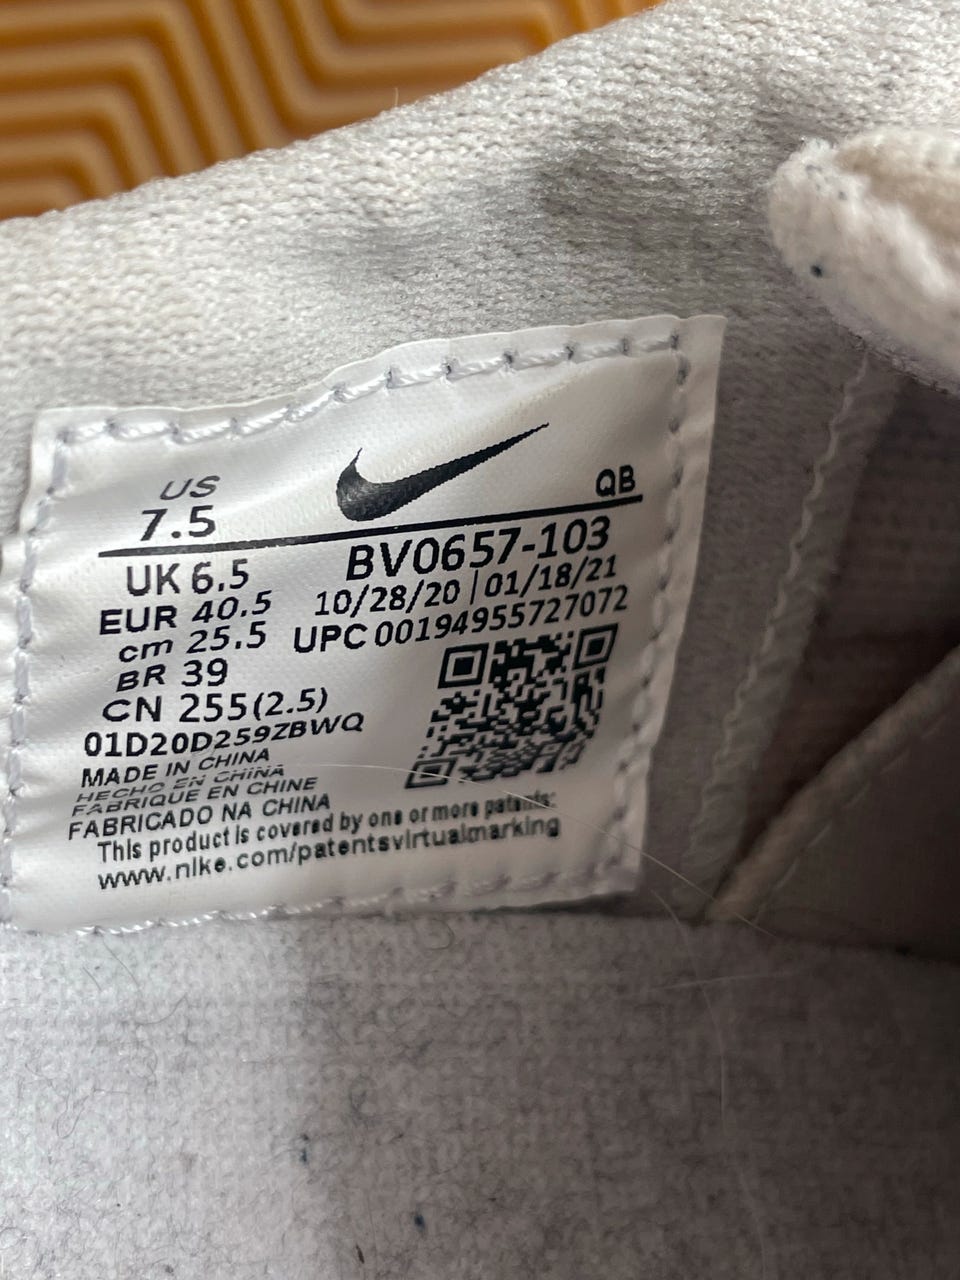 US
7.5
QB
UK 6.5
BV0657-103
EUR 40.5
10/28/20 | 01/18/21
cm 25.5
UPC 00194955727072
BR 39
CN 255(2.5)
01D20D259ZBWQ
MADE IN CHINA
HECHO EN CHINA
FABRIQUE EN CHINE
FABRICADO NA CHINA
This product is covered by one or more patents:
www.nike.com/patentsvirtualmarking